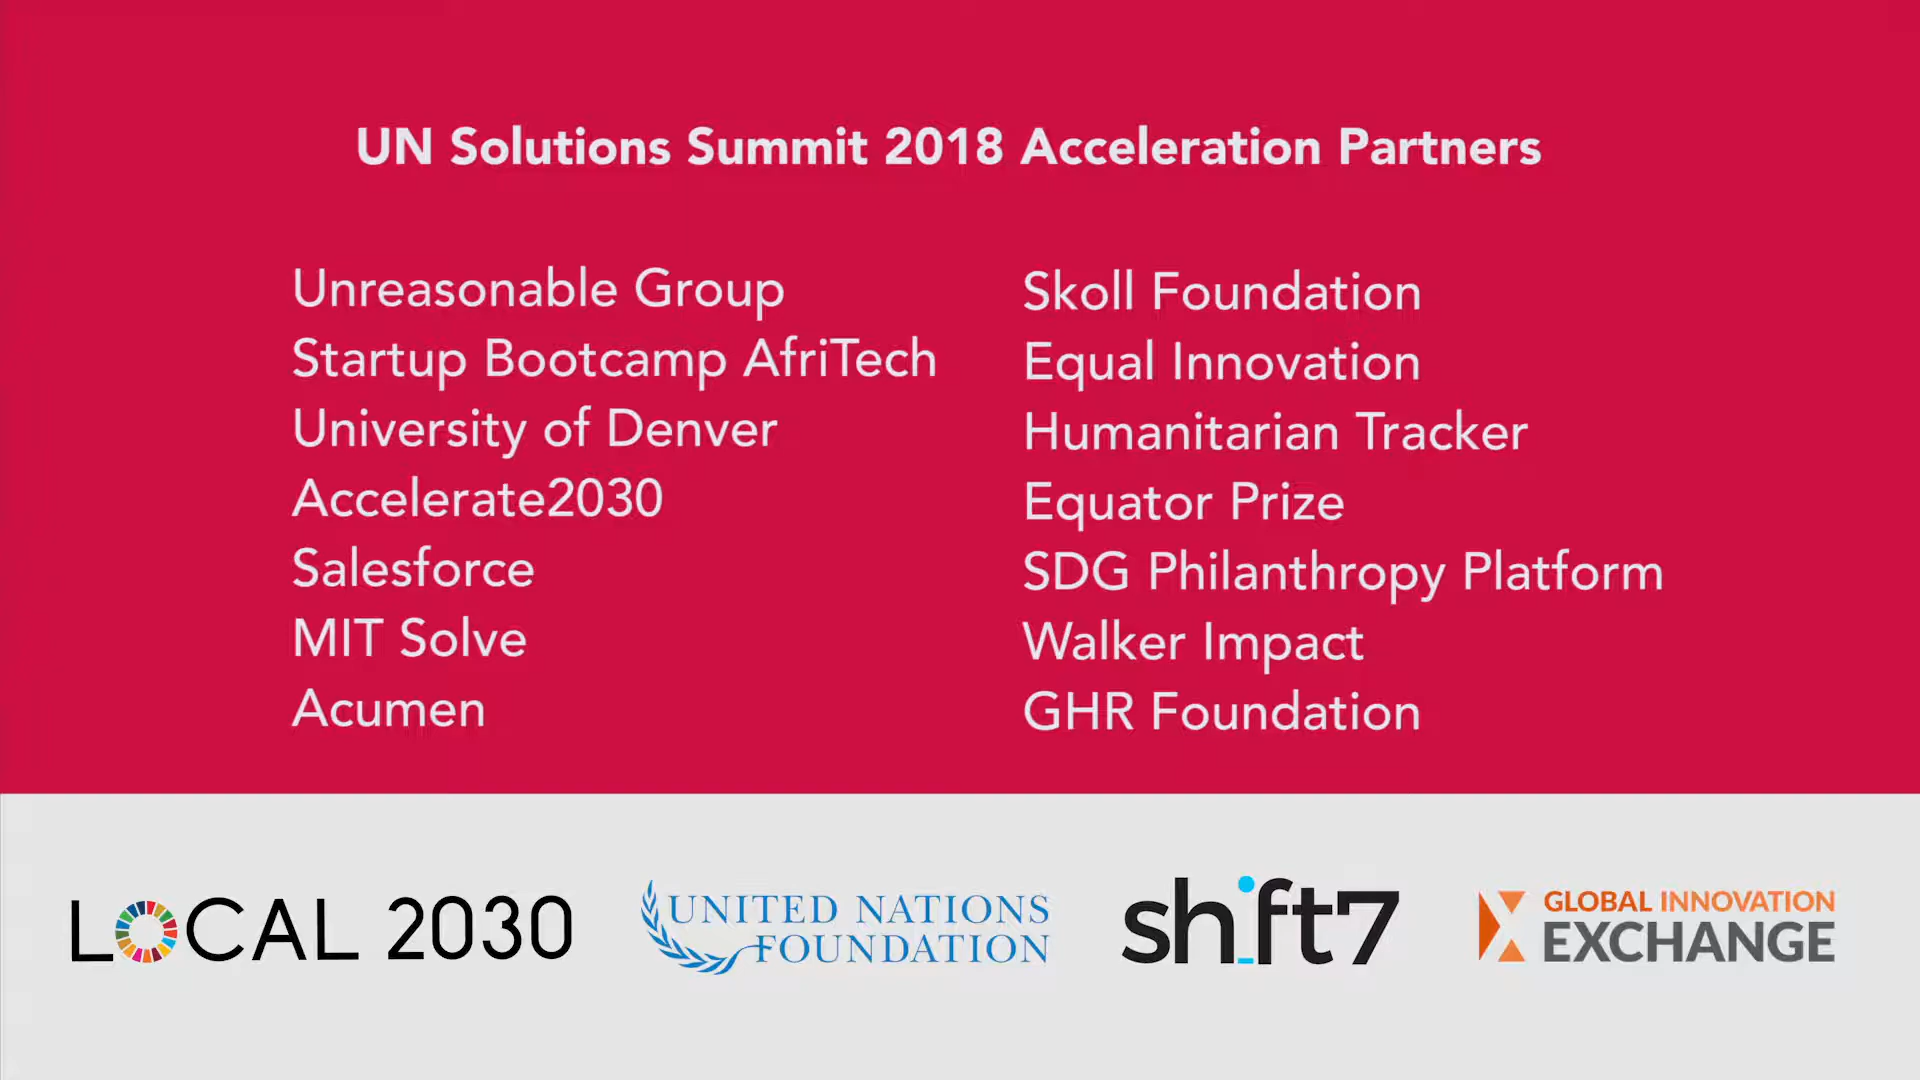 UN Solutions Summit 2018 Acceleration Partners
Unreasonable Group
Startup Bootcamp AfriTech
University of Denver
Accelerate2030
Salesforce
MIT Solve
Acumen
Skoll Foundation
Equal Innovation
Humanitarian Tracker
Equator Prize
SDG Philanthropy Platform
Walker Impact
GHR Foundation
LOCAL 2030
UNITED NATIONS
FOUNDATION
shift7
GLOBAL INNOVATION
EXCHANGE